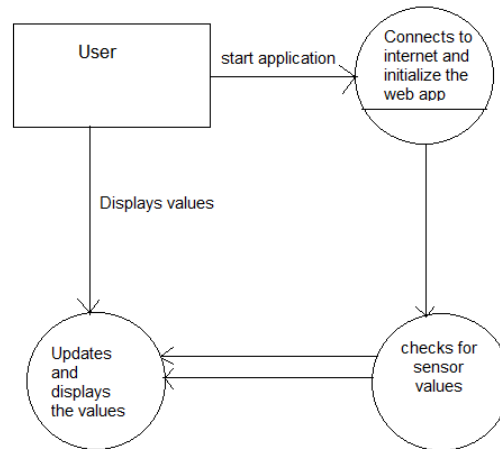 User
start application
Connects to
internet and
initialize the
web app
Displays values
Updates
and
displays
the values
checks for
sensor
values